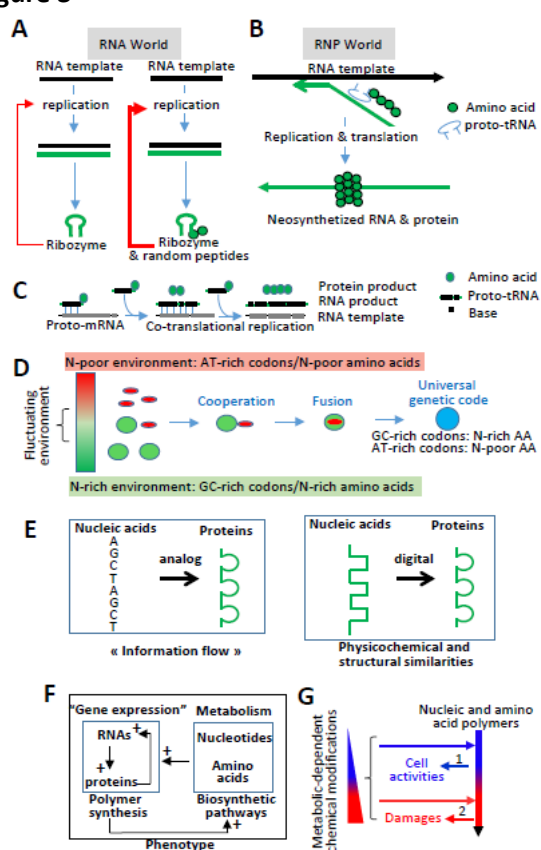 A
RNA World
RNA template
RNA template
replication
replication
Ribozyme
Ribozyme
& random peptides
B
RNP World
RNA template
Amino acid
proto-tRNA
Replication & translation
Neosynthetized RNA & protein
C
Proto-mRNA
Co-translational replication
Protein product
RNA product
RNA template
Amino acid
Proto-tRNA
Base
D
N-poor environment: AT-rich codons/N-poor amino acids
Fluctuating
environment
Cooperation
Fusion
Universal
genetic code
GC-rich codons: N-rich AA
AT-rich codons: N-poor AA
N-rich environment: GC-rich codons/N-rich amino acids
E
Nucleic acids
A
G
C
T
A
G
C
T
analog
Proteins
« Information flow »
Nucleic acids
digital
Proteins
Physicochemical and
structural similarities
F
"Gene expression"
RNAs
+
+
proteins
Polymer
synthesis
+
Metabolism
Nucleotides
Amino
acids
Biosynthetic
pathways
+
Phenotype
G
Nucleic and amino
acid polymers
Metabolic-dependent
chemical modifications
Cell
activities
1
Damages
2